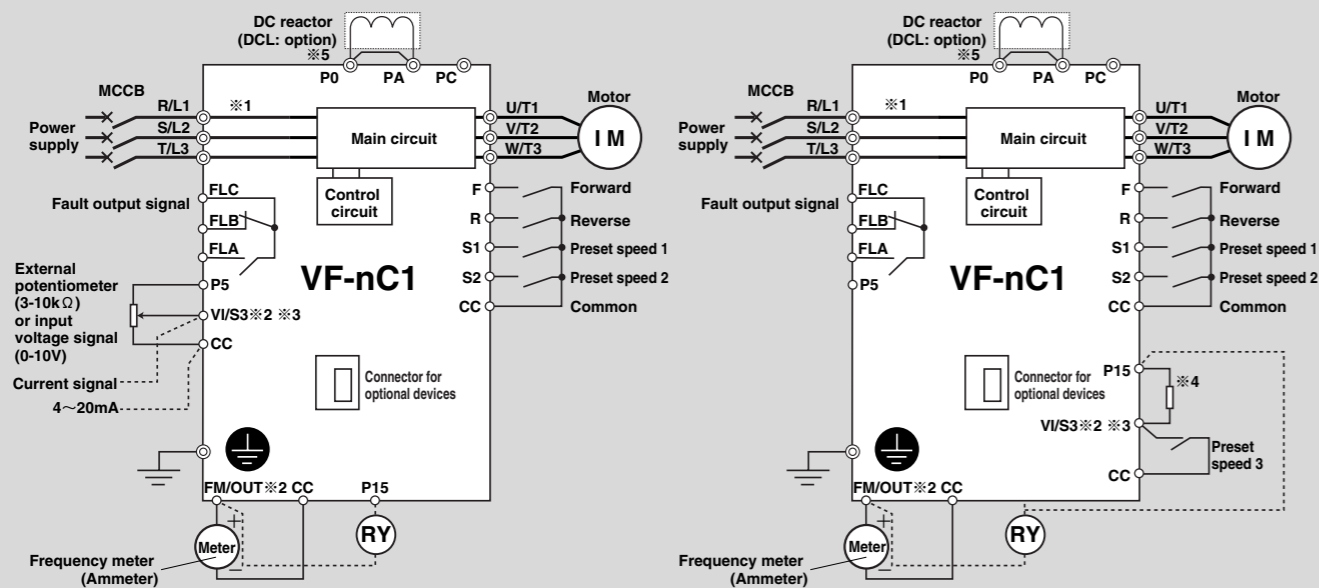 DC reactor
(DCL: option)
※5
P0 PA PC
MCCB
R/L1 ※1
Power
supply
S/L2
T/L3
Main circuit
U/T1
V/T2
W/T3
Motor
I M
Control
circuit
Fault output signal
FLC
FLB
FLA
P5
External
potentiometer
(3-10kΩ)
or input
voltage signal
(0-10V)
VI/S3※2 ※3
CC
Current signal
4～20mA
VF-nC1
F Forward
R Reverse
S1 Preset speed 1
S2 Preset speed 2
CC Common
Connector for
optional devices
FM/OUT※2 CC P15
+
Meter
−
RY
Frequency meter
(Ammeter)
DC reactor
(DCL: option)
※5
P0 PA PC
MCCB
R/L1 ※1
Power
supply
S/L2
T/L3
Main circuit
U/T1
V/T2
W/T3
Motor
I M
Control
circuit
Fault output signal
FLC
FLB
FLA
P5
VF-nC1
F Forward
R Reverse
S1 Preset speed 1
S2 Preset speed 2
CC Common
Connector for
optional devices
P15
※4
VI/S3※2 ※3
Preset
speed 3
CC
FM/OUT※2 CC
+
Meter
−
RY
Frequency meter
(Ammeter)